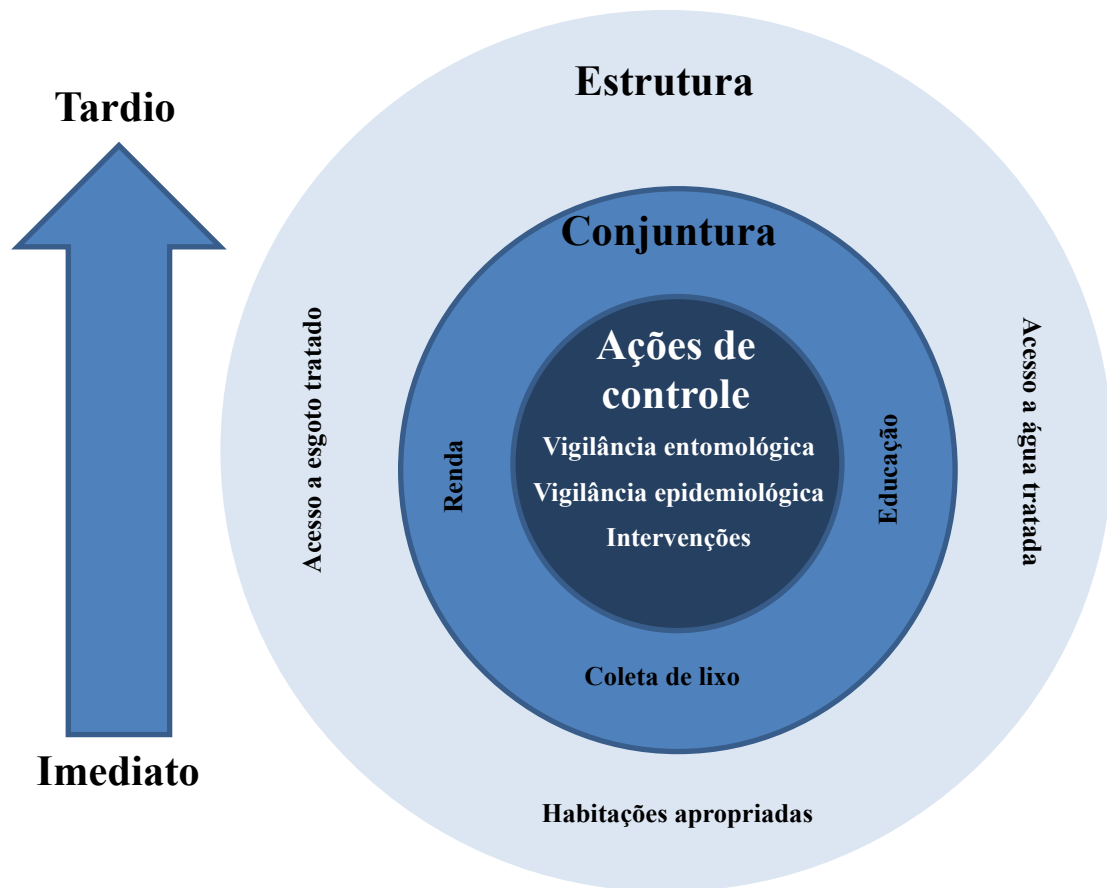 Estrutura
Tardio
Conjuntura
Ações de
controle
Vigilância entomológica
Vigilância epidemiológica
Intervenções
Acesso a esgoto tratado
Renda
Educação
Acesso a água tratada
Coleta de lixo
Imediato
Habitações apropriadas